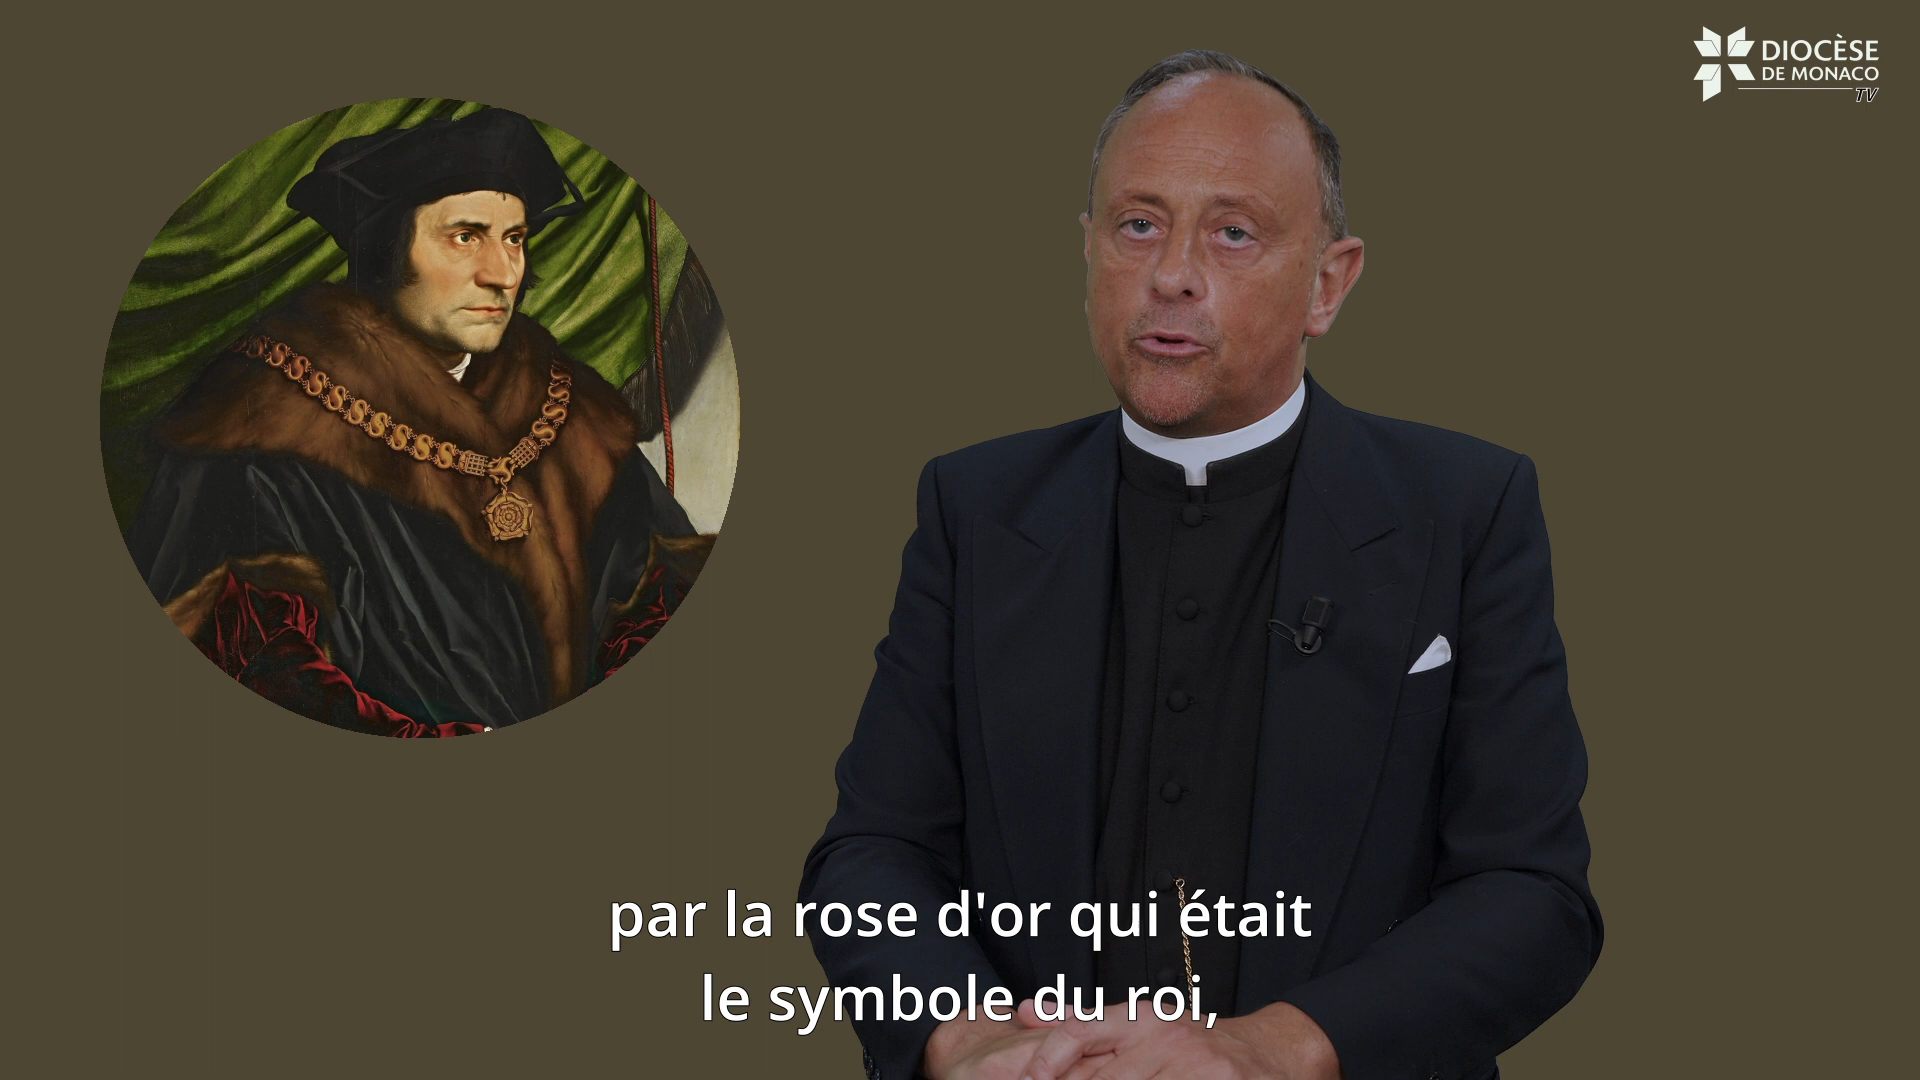 DIOCÈSE
DE MONACO
TV
par la rose d'or qui était
le symbole du roi,